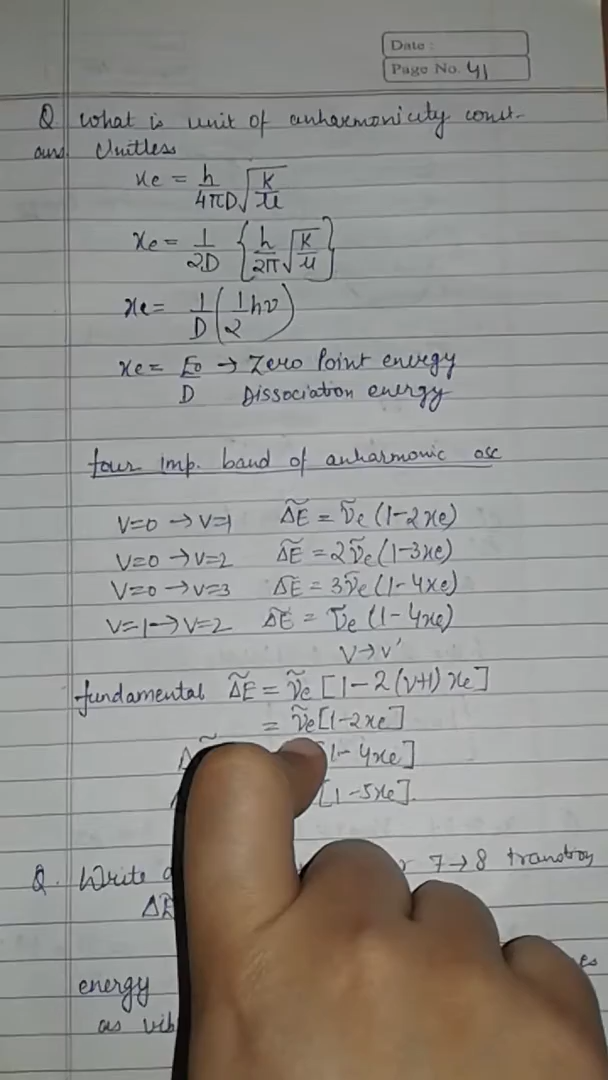 Date :
Page No. 41
Q what is unit of anharmonicity const-
ans Unitless
xe = h/4πD √K/μ
xe = 1/2D {h/2π √K/μ}
xe = 1/D (1/2 hν)
xe = E0/D → Zero Point energy
Dissociation energy
four imp. band of anharmonic osc
V=0 → V=1 ΔẼ = ν̃e (1-2xe)
V=0 → V=2 ΔẼ = 2ν̃e (1-3xe)
V=0 → V=3 ΔẼ = 3ν̃e (1-4xe)
V=1 → V=2 ΔẼ = ν̃e (1-4xe)
V→V'
fundamental ΔẼ = ν̃e [1-2(V+1)xe]
= ν̃e [1-2xe]
[1-4xe]
[1-5xe].
Q. Write 7→8
ΔE
energy
as